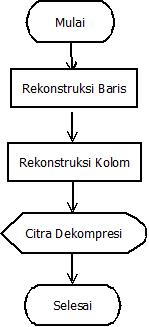 Mulai
Rekonstruksi Baris
Rekonstruksi Kolom
Citra Dekompresi
Selesai